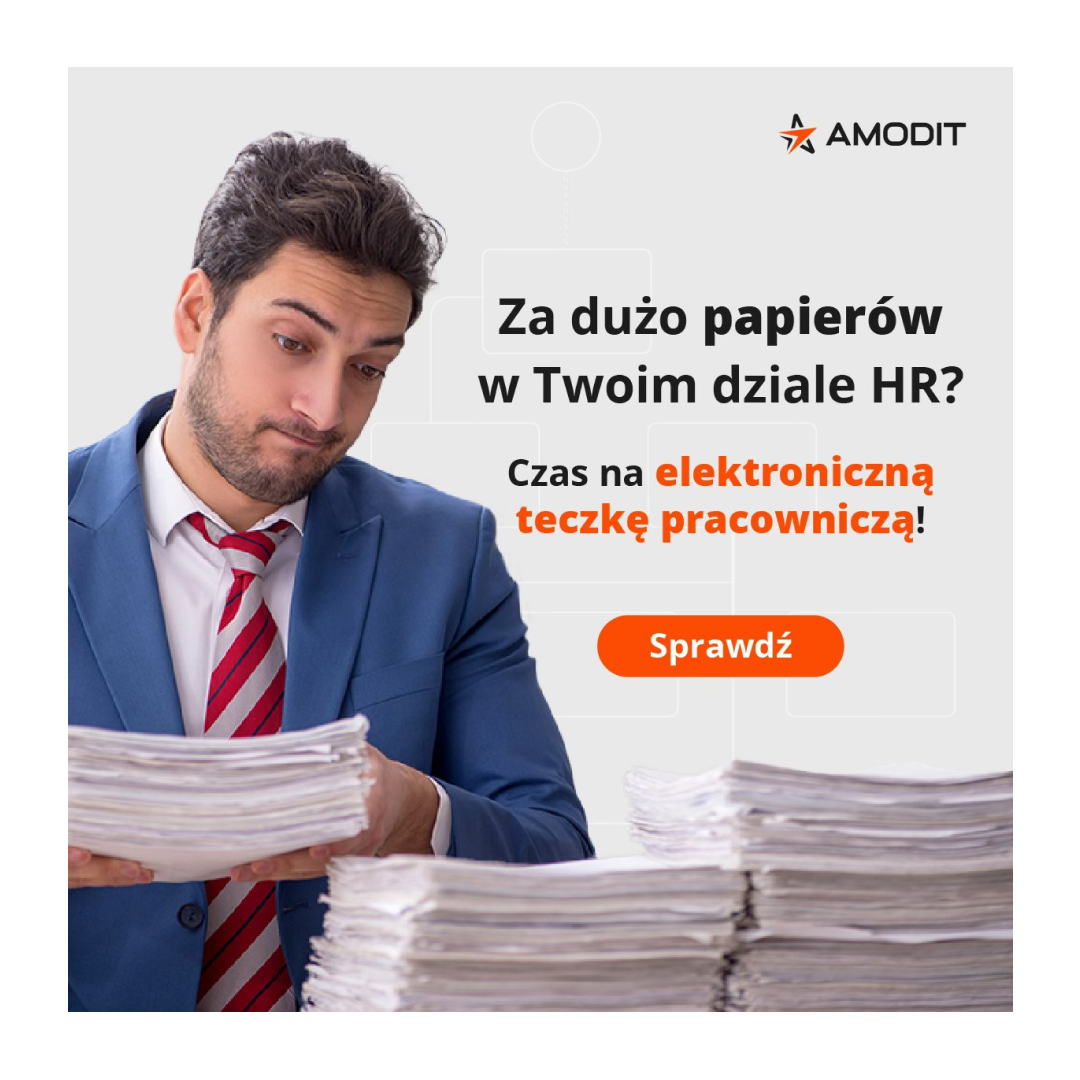 AMODIT
Za dużo papierów
w Twoim dziale HR?
Czas na elektroniczną
teczkę pracowniczą!
Sprawdź